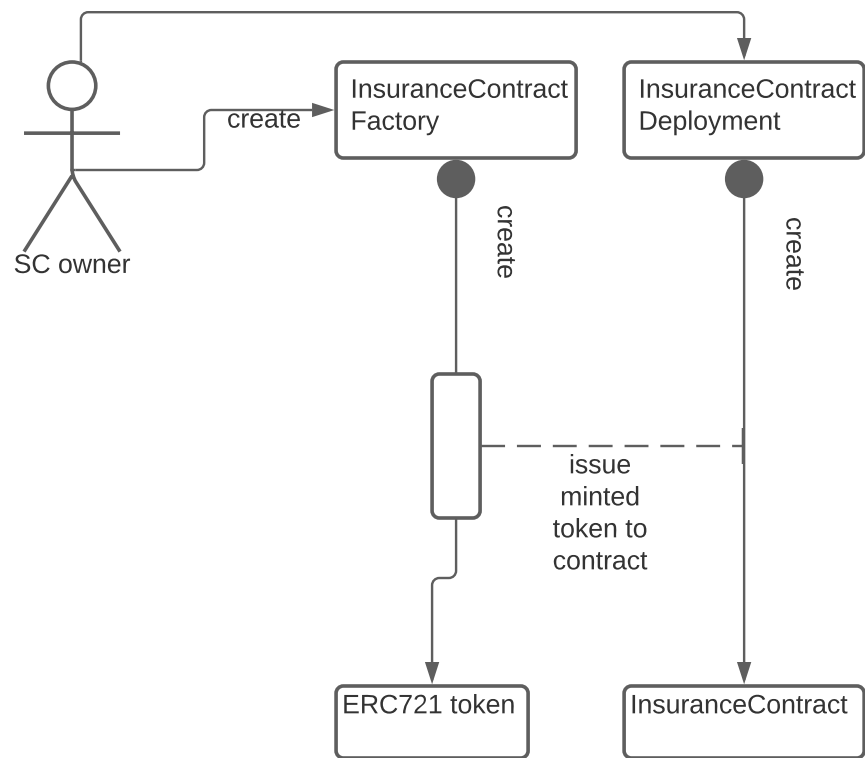 InsuranceContract
Factory
InsuranceContract
Deployment
create
SC owner
create
create
issue
minted
token to
contract
ERC721 token
InsuranceContract